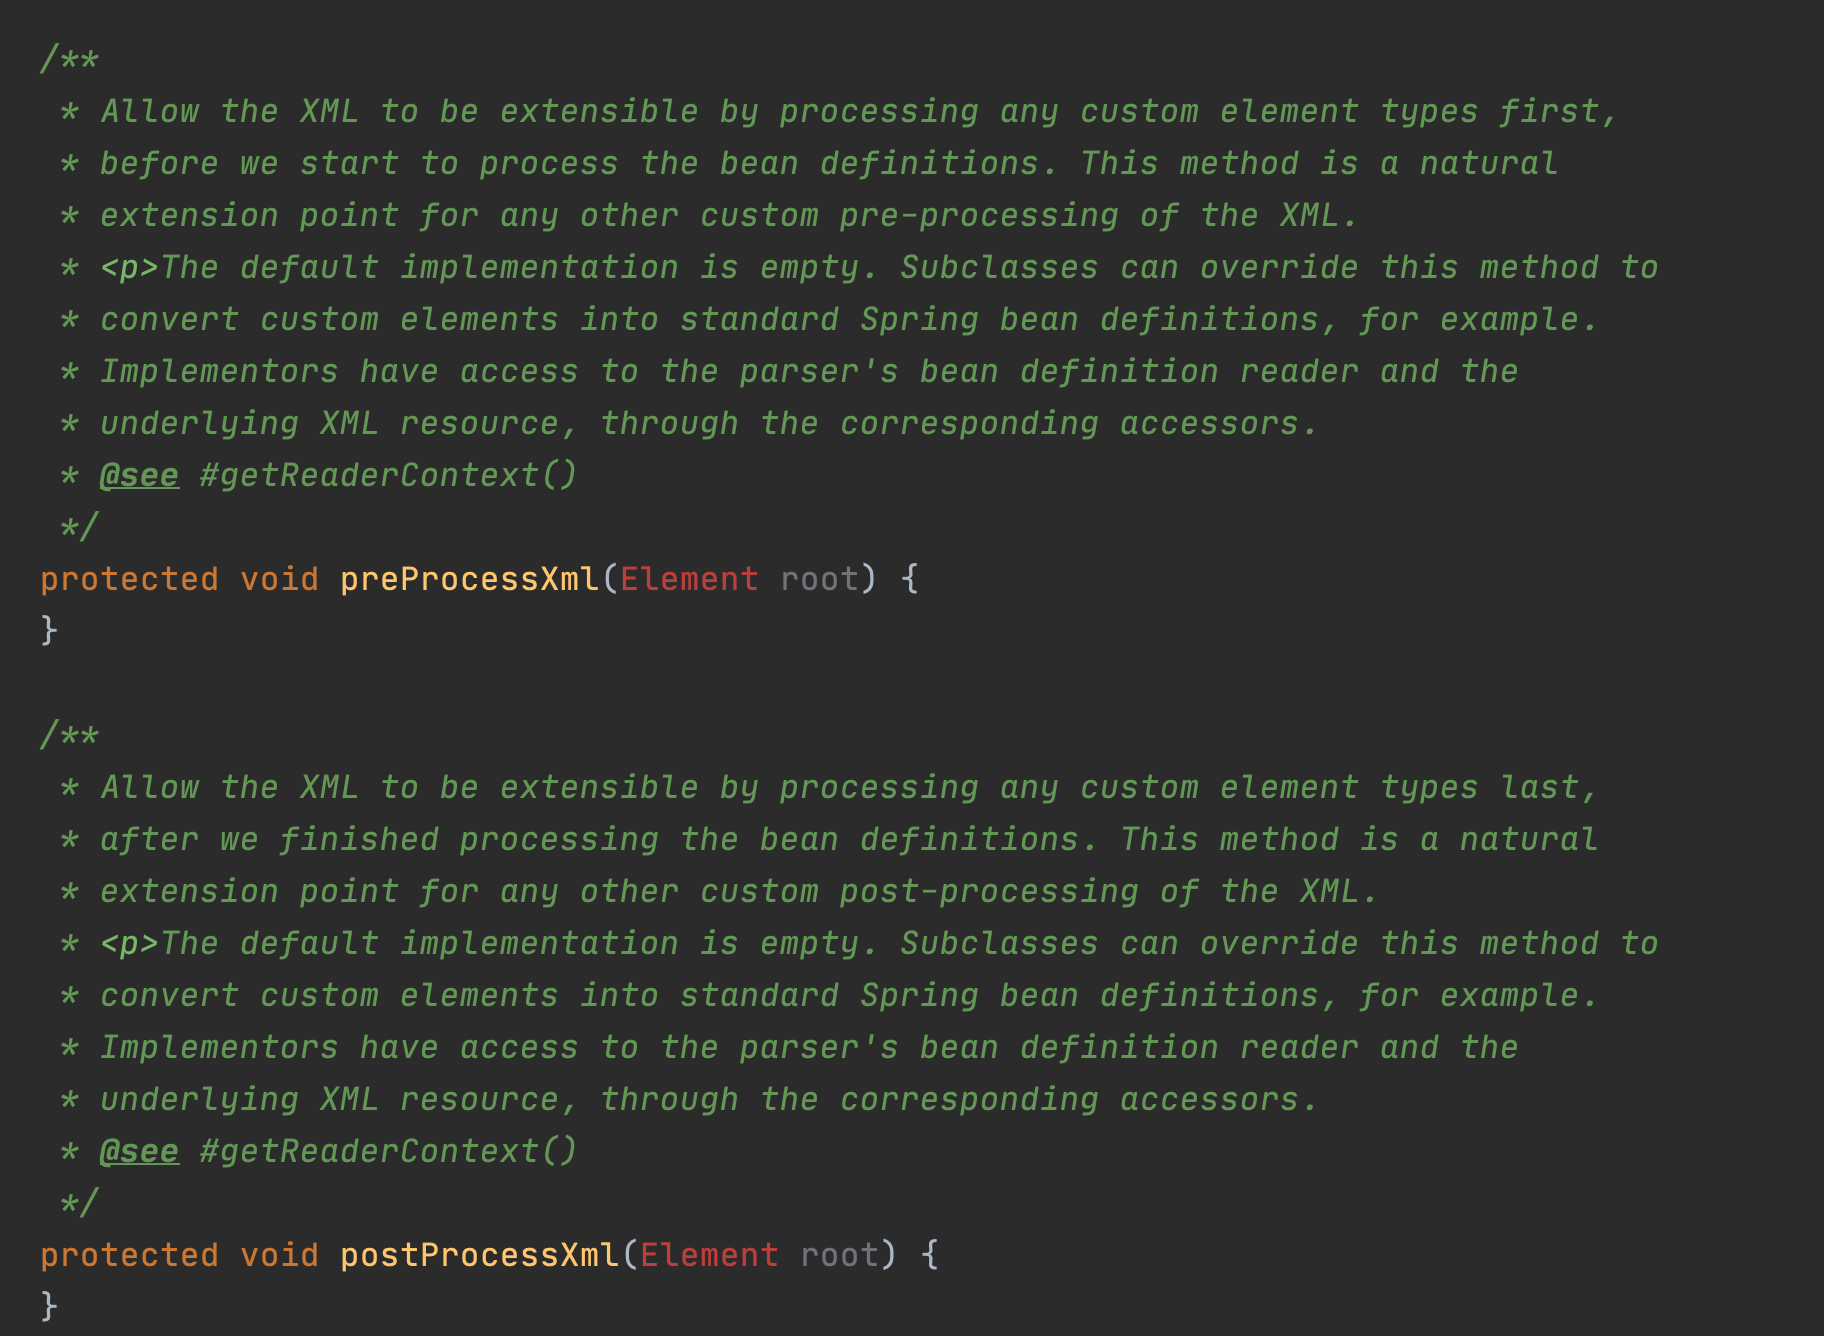 /**
 * Allow the XML to be extensible by processing any custom element types first,
 * before we start to process the bean definitions. This method is a natural
 * extension point for any other custom pre-processing of the XML.
 * <p>The default implementation is empty. Subclasses can override this method to
 * convert custom elements into standard Spring bean definitions, for example.
 * Implementors have access to the parser's bean definition reader and the
 * underlying XML resource, through the corresponding accessors.
 * @see #getReaderContext()
 */
protected void preProcessXml(Element root) {
}

/**
 * Allow the XML to be extensible by processing any custom element types last,
 * after we finished processing the bean definitions. This method is a natural
 * extension point for any other custom post-processing of the XML.
 * <p>The default implementation is empty. Subclasses can override this method to
 * convert custom elements into standard Spring bean definitions, for example.
 * Implementors have access to the parser's bean definition reader and the
 * underlying XML resource, through the corresponding accessors.
 * @see #getReaderContext()
 */
protected void postProcessXml(Element root) {
}